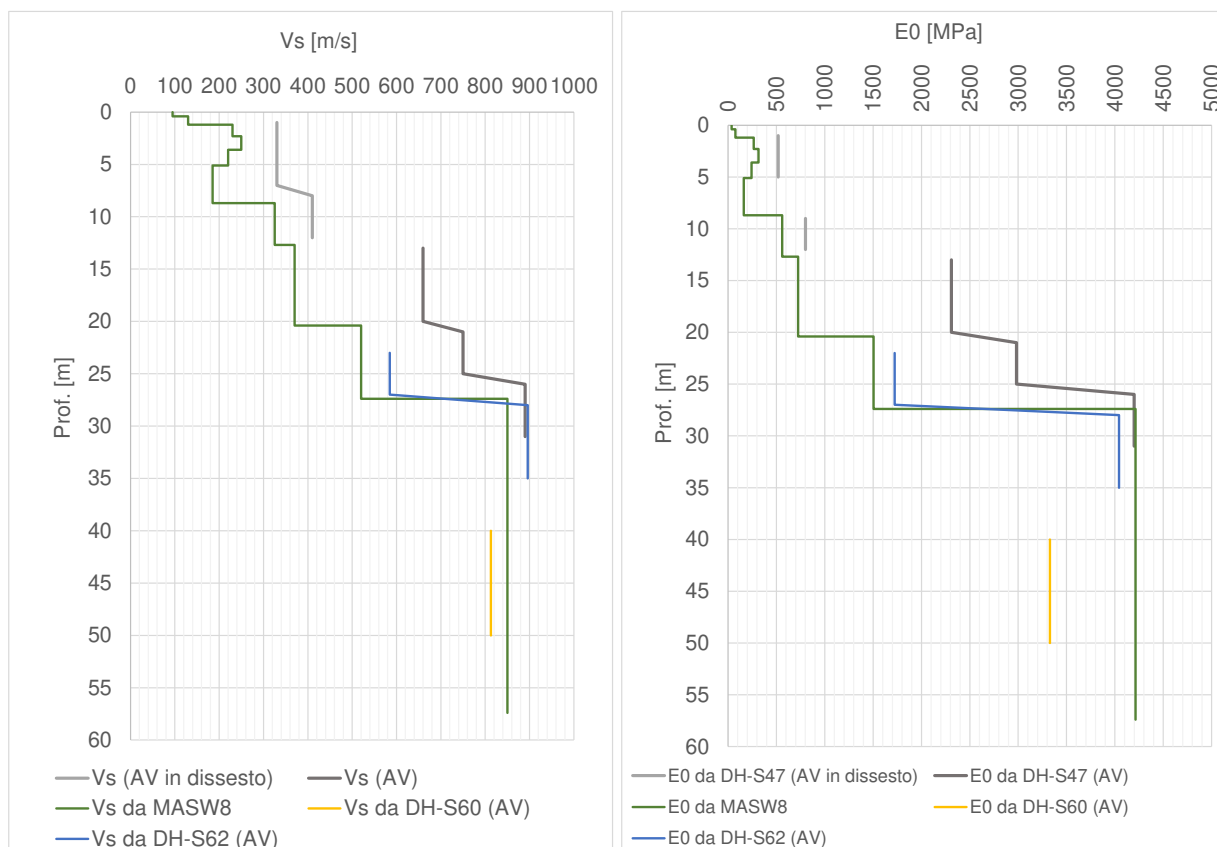 Vs [m/s]
0 100 200 300 400 500 600 700 800 900 1000
0
5
10
15
20
25
30
35
40
45
50
55
60
Prof. [m]
Vs (AV in dissesto) Vs (AV)
Vs da MASW8 Vs da DH-S60 (AV)
Vs da DH-S62 (AV)
E0 [MPa]
0 500 1000 1500 2000 2500 3000 3500 4000 4500 5000
0
5
10
15
20
25
30
35
40
45
50
55
60
Prof. [m]
E0 da DH-S47 (AV in dissesto) E0 da DH-S47 (AV)
E0 da MASW8 E0 da DH-S60 (AV)
E0 da DH-S62 (AV)